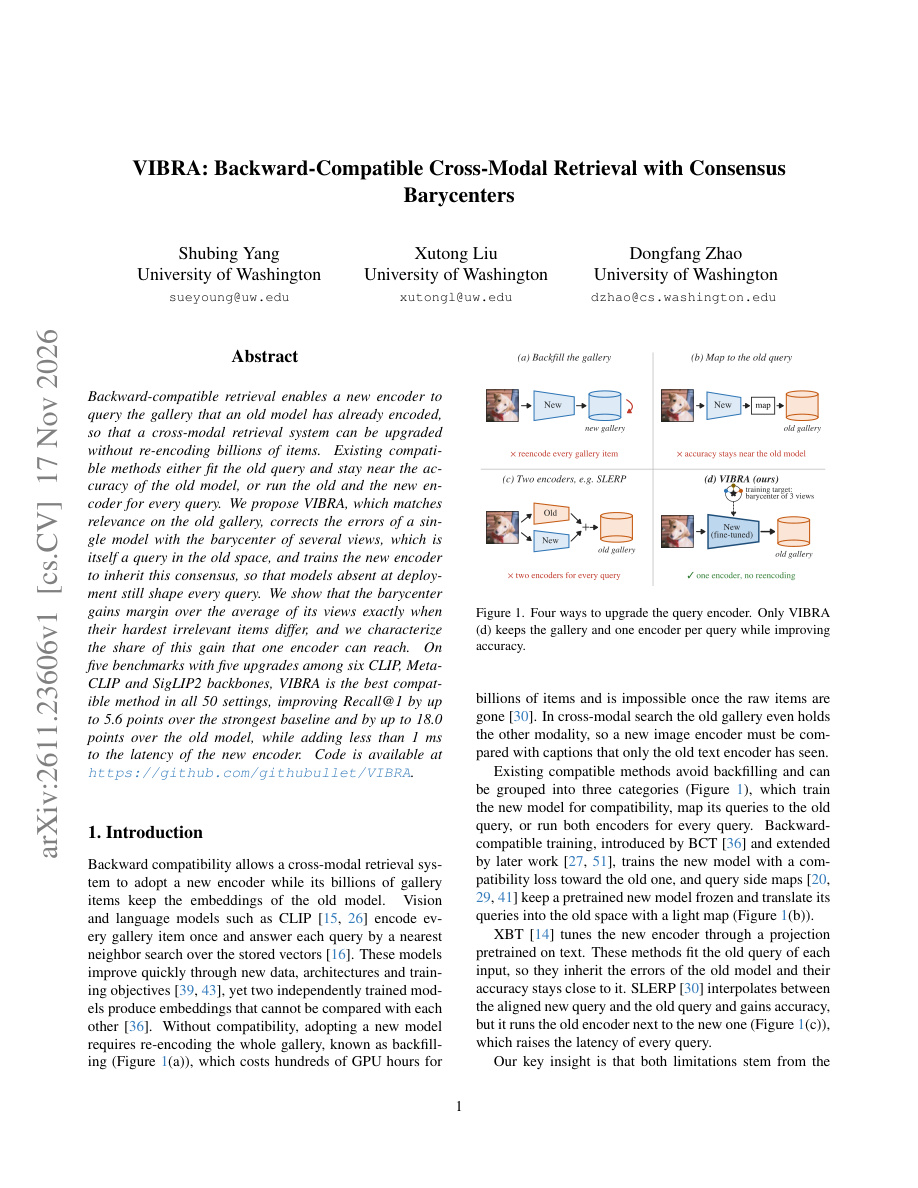 arXiv:2611.23606v1 [cs.CV] 17 Nov 2026
VIBRA: Backward-Compatible Cross-Modal Retrieval with Consensus
Barycenters
Shubing Yang
University of Washington
sueyoung@uw.edu
Xutong Liu
University of Washington
xutongl@uw.edu
Dongfang Zhao
University of Washington
dzhao@cs.washington.edu
Abstract
Backward-compatible retrieval enables a new encoder to
query the gallery that an old model has already encoded,
so that a cross-modal retrieval system can be upgraded
without re-encoding billions of items. Existing compati-
ble methods either fit the old query and stay near the ac-
curacy of the old model, or run the old and the new en-
coder for every query. We propose VIBRA, which matches
relevance on the old gallery, corrects the errors of a sin-
gle model with the barycenter of several views, which is
itself a query in the old space, and trains the new encoder
to inherit this consensus, so that models absent at deploy-
ment still shape every query. We show that the barycenter
gains margin over the average of its views exactly when
their hardest irrelevant items differ, and we characterize
the share of this gain that one encoder can reach. On
five benchmarks with five upgrades among six CLIP, Meta-
CLIP and SigLIP2 backbones, VIBRA is the best compat-
ible method in all 50 settings, improving Recall@1 by up
to 5.6 points over the strongest baseline and by up to 18.0
points over the old model, while adding less than 1 ms
to the latency of the new encoder. Code is available at
https://github.com/githubullet/VIBRA.
1. Introduction
Backward compatibility allows a cross-modal retrieval sys-
tem to adopt a new encoder while its billions of gallery
items keep the embeddings of the old model. Vision
and language models such as CLIP [15, 26] encode ev-
ery gallery item once and answer each query by a nearest
neighbor search over the stored vectors [16]. These models
improve quickly through new data, architectures and train-
ing objectives [39, 43], yet two independently trained mod-
els produce embeddings that cannot be compared with each
other [36]. Without compatibility, adopting a new model
requires re-encoding the whole gallery, known as backfill-
ing (Figure 1(a)), which costs hundreds of GPU hours for
(a) Backfill the gallery
New
new gallery
× reencode every gallery item
(b) Map to the old query
New
map
old gallery
× accuracy stays near the old model
(c) Two encoders, e.g. SLERP
Old
New
+
old gallery
× two encoders for every query
(d) VIBRA (ours)
training target:
barycenter of 3 views
New
(fine-tuned)
old gallery
✓ one encoder, no reencoding
Figure 1. Four ways to upgrade the query encoder. Only VIBRA
(d) keeps the gallery and one encoder per query while improving
accuracy.
billions of items and is impossible once the raw items are
gone [30]. In cross-modal search the old gallery even holds
the other modality, so a new image encoder must be com-
pared with captions that only the old text encoder has seen.
Existing compatible methods avoid backfilling and can
be grouped into three categories (Figure 1), which train
the new model for compatibility, map its queries to the old
query, or run both encoders for every query. Backward-
compatible training, introduced by BCT [36] and extended
by later work [27, 51], trains the new model with a com-
patibility loss toward the old one, and query side maps [20,
29, 41] keep a pretrained new model frozen and translate its
queries into the old space with a light map (Figure 1(b)).
XBT [14] tunes the new encoder through a projection
pretrained on text. These methods fit the old query of each
input, so they inherit the errors of the old model and their
accuracy stays close to it. SLERP [30] interpolates between
the aligned new query and the old query and gains accuracy,
but it runs the old encoder next to the new one (Figure 1(c)),
which raises the latency of every query.
Our key insight is that both limitations stem from the
1